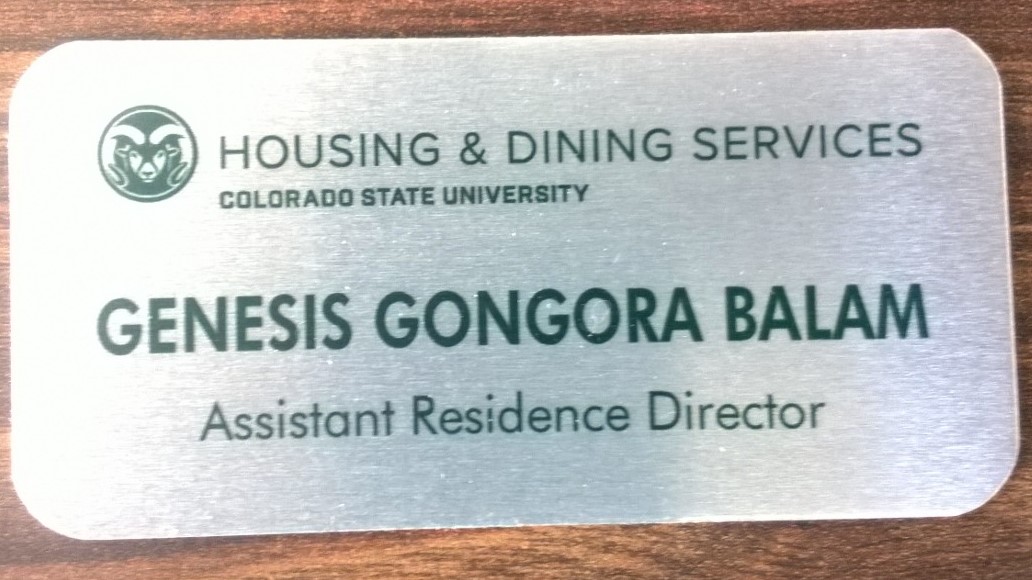 HOUSING & DINING SERVICES
COLORADO STATE UNIVERSITY
GENESIS GONGORA BALAM
Assistant Residence Director